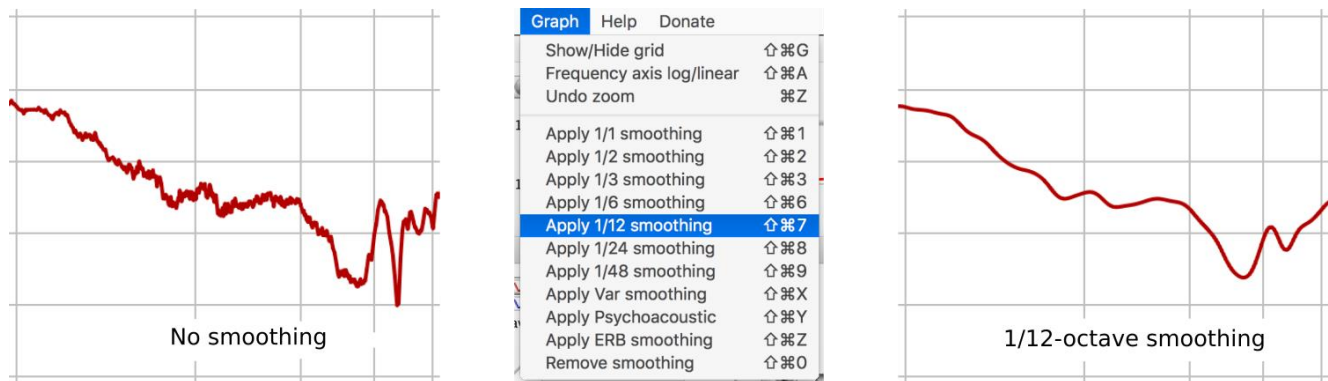 Graph Help Donate
Show/Hide grid ⇧⌘G
Frequency axis log/linear ⇧⌘A
Undo zoom ⌘Z
Apply 1/1 smoothing ⇧⌘1
Apply 1/2 smoothing ⇧⌘2
Apply 1/3 smoothing ⇧⌘3
Apply 1/6 smoothing ⇧⌘6
Apply 1/12 smoothing ⇧⌘7
Apply 1/24 smoothing ⇧⌘8
Apply 1/48 smoothing ⇧⌘9
Apply Var smoothing ⇧⌘X
Apply Psychoacoustic ⇧⌘Y
Apply ERB smoothing ⇧⌘Z
Remove smoothing ⇧⌘0
No smoothing
1/12-octave smoothing